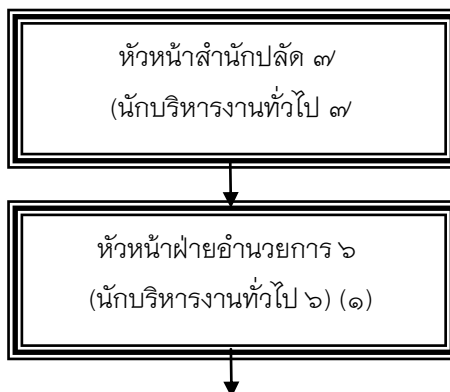 หัวหน้าสำนักปลัด ๗
(นักบริหารงานทั่วไป ๗
หัวหน้าฝ่ายอำนวยการ ๖
(นักบริหารงานทั่วไป ๖) (๑)